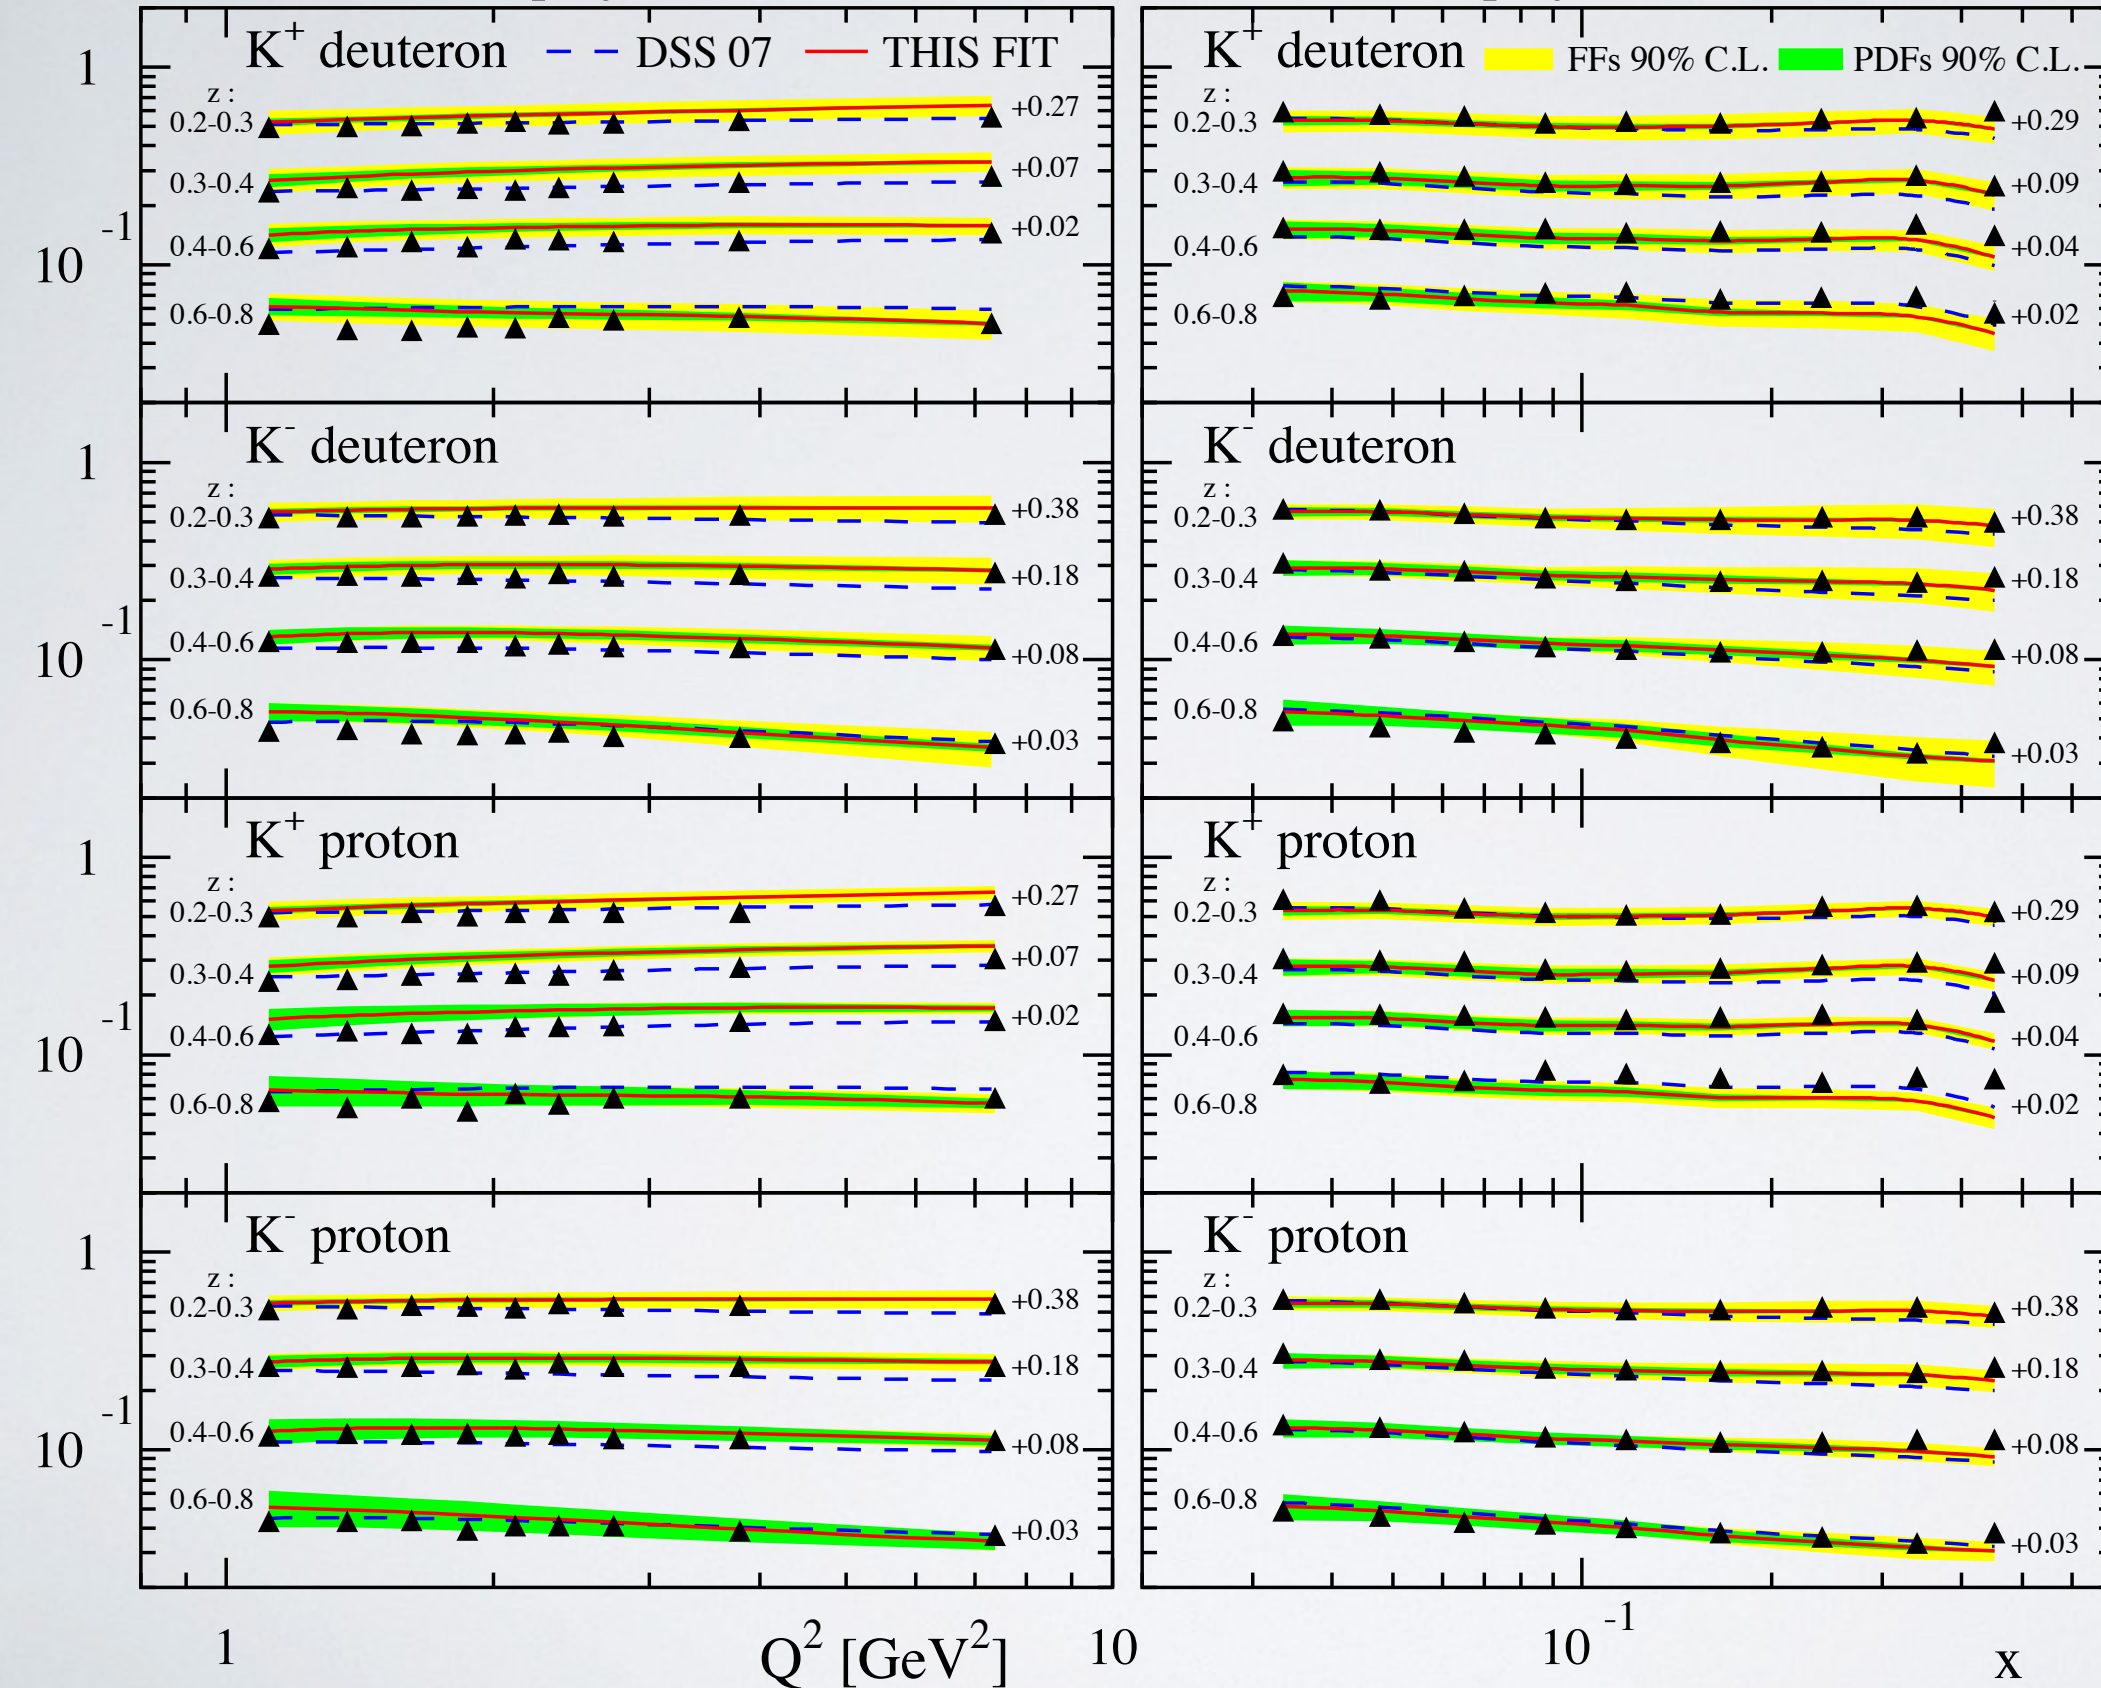 K+ deuteron DSS 07 THIS FIT
1
z :
0.2-0.3 +0.27
0.3-0.4 +0.07
0.4-0.6 +0.02
10-1
0.6-0.8
K+ deuteron FFs 90% C.L. PDFs 90% C.L.
z :
0.2-0.3 +0.29
0.3-0.4 +0.09
0.4-0.6 +0.04
0.6-0.8 +0.02
K- deuteron
1
z :
0.2-0.3 +0.38
0.3-0.4 +0.18
0.4-0.6 +0.08
10-1
0.6-0.8 +0.03
K- deuteron
z :
0.2-0.3 +0.38
0.3-0.4 +0.18
0.4-0.6 +0.08
0.6-0.8 +0.03
K+ proton
1
z :
0.2-0.3 +0.27
0.3-0.4 +0.07
0.4-0.6 +0.02
10-1
0.6-0.8
K+ proton
z :
0.2-0.3 +0.29
0.3-0.4 +0.09
0.4-0.6 +0.04
0.6-0.8 +0.02
K- proton
1
z :
0.2-0.3 +0.38
0.3-0.4 +0.18
0.4-0.6 +0.08
10-1
0.6-0.8 +0.03
K- proton
z :
0.2-0.3 +0.38
0.3-0.4 +0.18
0.4-0.6 +0.08
0.6-0.8 +0.03
1 Q2 [GeV2] 10
10-1 x